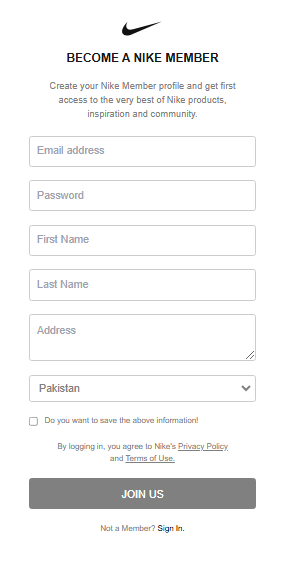 BECOME A NIKE MEMBER
Create your Nike Member profile and get first
access to the very best of Nike products,
inspiration and community.
Email address
Password
First Name
Last Name
Address
Pakistan
Do you want to save the above information!
By logging in, you agree to Nike's Privacy Policy
and Terms of Use.
JOIN US
Not a Member? Sign In.